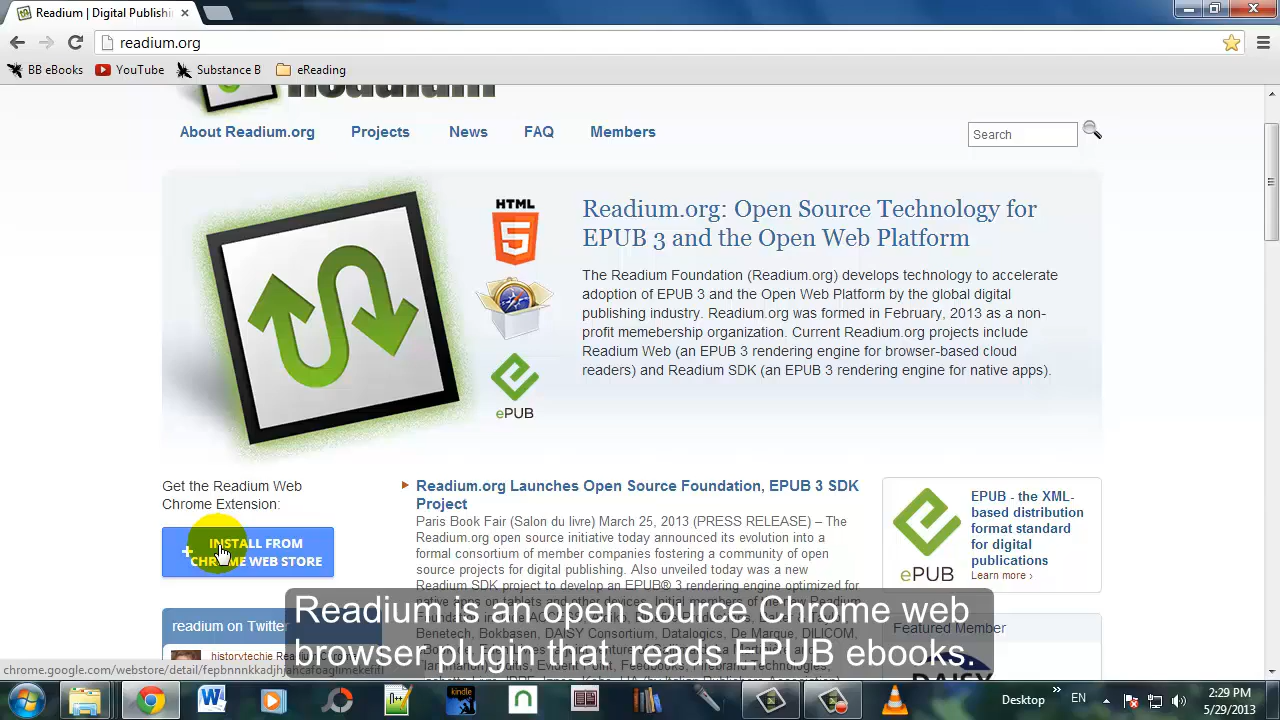 Readium | Digital Publishi
readium.org
BB eBooks
YouTube
Substance B
eReading
About Readium.org
Projects
News
FAQ
Members
Search
HTML
5
ePUB
Readium.org: Open Source Technology for
EPUB 3 and the Open Web Platform
The Readium Foundation (Readium.org) develops technology to accelerate
adoption of EPUB 3 and the Open Web Platform by the global digital
publishing industry. Readium.org was formed in February, 2013 as a non-
profit memebership organization. Current Readium.org projects include
Readium Web (an EPUB 3 rendering engine for browser-based cloud
readers) and Readium SDK (an EPUB 3 rendering engine for native apps).
Get the Readium Web
Chrome Extension:
INSTALL FROM
CHROME WEB STORE
readium on Twitter
Readium.org Launches Open Source Foundation, EPUB 3 SDK
Project
Paris Book Fair (Salon du livre) March 25, 2013 (PRESS RELEASE) – The
Readium.org open source initiative today announced its evolution into a
formal consortium of member companies fostering a community of open
source projects for digital publishing. Also unveiled today was a new
Readium SDK project to develop an EPUB® 3 rendering engine optimized for
EPUB - the XML-
based distribution
format standard
for digital
publications
Learn more ›
ePUB
Featured Member
DAISY
Readium is an open source Chrome web
browser plugin that reads EPUB ebooks.
kindle
n
Desktop
EN
2:29 PM
5/29/2013